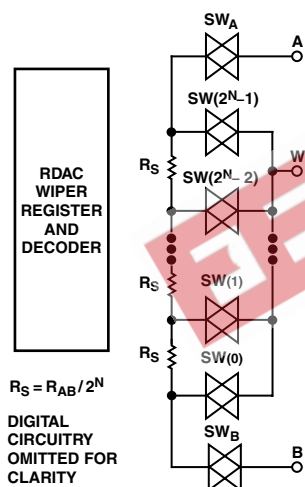 SWA
A
SW(2N–1)
RDAC
WIPER
REGISTER
AND
DECODER
RS
W
SW(2N–2)
RS
SW(1)
RS
SW(0)
RS = RAB/2N
DIGITAL
CIRCUITRY
OMITTED FOR
CLARITY
SWB
B